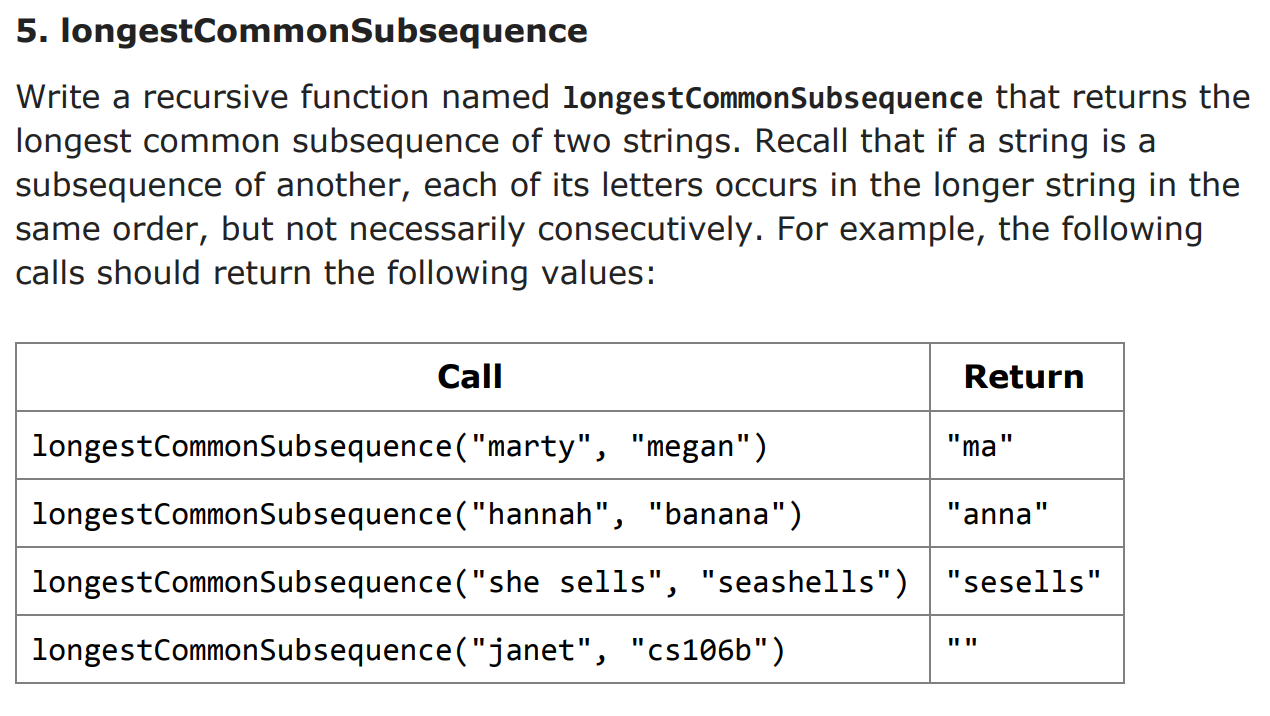 5. longestCommonSubsequence
Write a recursive function named longestCommonSubsequence that returns the
longest common subsequence of two strings. Recall that if a string is a
subsequence of another, each of its letters occurs in the longer string in the
same order, but not necessarily consecutively. For example, the following
calls should return the following values:
Call Return
longestCommonSubsequence("marty", "megan") "ma"
longestCommonSubsequence("hannah", "banana") "anna"
longestCommonSubsequence("she sells", "seashells") "sesells"
longestCommonSubsequence("janet", "cs106b") ""